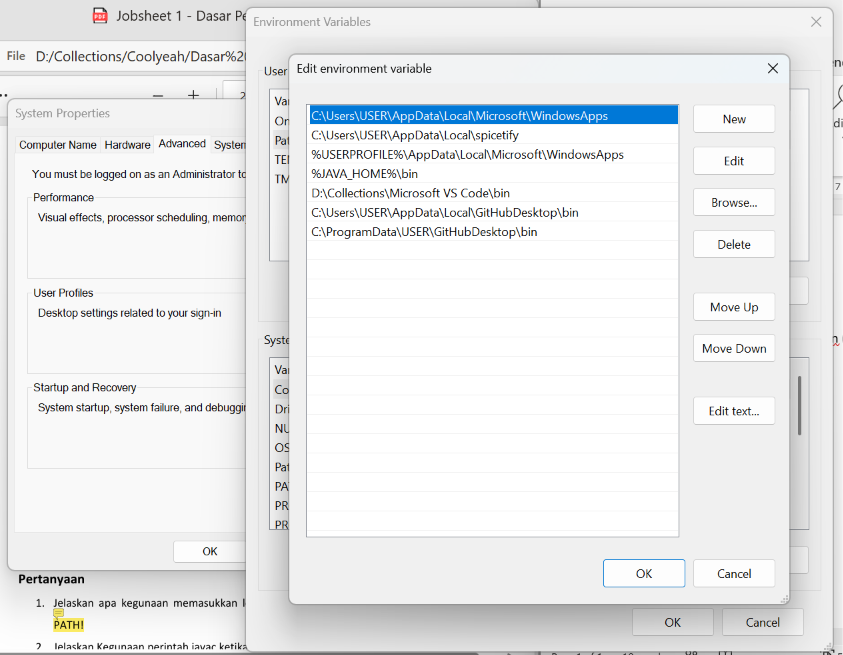 Jobsheet 1 - Dasar Pe
File D:/Collections/Coolyeah/Dasar%20
Environment Variables
Edit environment variable
C:\Users\USER\AppData\Local\Microsoft\WindowsApps
C:\Users\USER\AppData\Local\spicetify
%USERPROFILE%\AppData\Local\Microsoft\WindowsApps
%JAVA_HOME%\bin
D:\Collections\Microsoft VS Code\bin
C:\Users\USER\AppData\Local\GitHubDesktop\bin
C:\ProgramData\USER\GitHubDesktop\bin
New
Edit
Browse...
Delete
Move Up
Move Down
Edit text...
OK
Cancel
OK
Cancel
User
Va
On
Pat
TE
TM
Syste
Va
Co
Dri
NU
OS
Pat
PA
PR
PR
System Properties
Computer Name
Hardware
Advanced
System
You must be logged on as an Administrator to
Performance
Visual effects, processor scheduling, memor
User Profiles
Desktop settings related to your sign-in
Startup and Recovery
System startup, system failure, and debuggin
OK
Pertanyaan
1. Jelaskan apa kegunaan memasukkan l
PATH!
2. Jelaskan Kegunaan perintah javac ketika